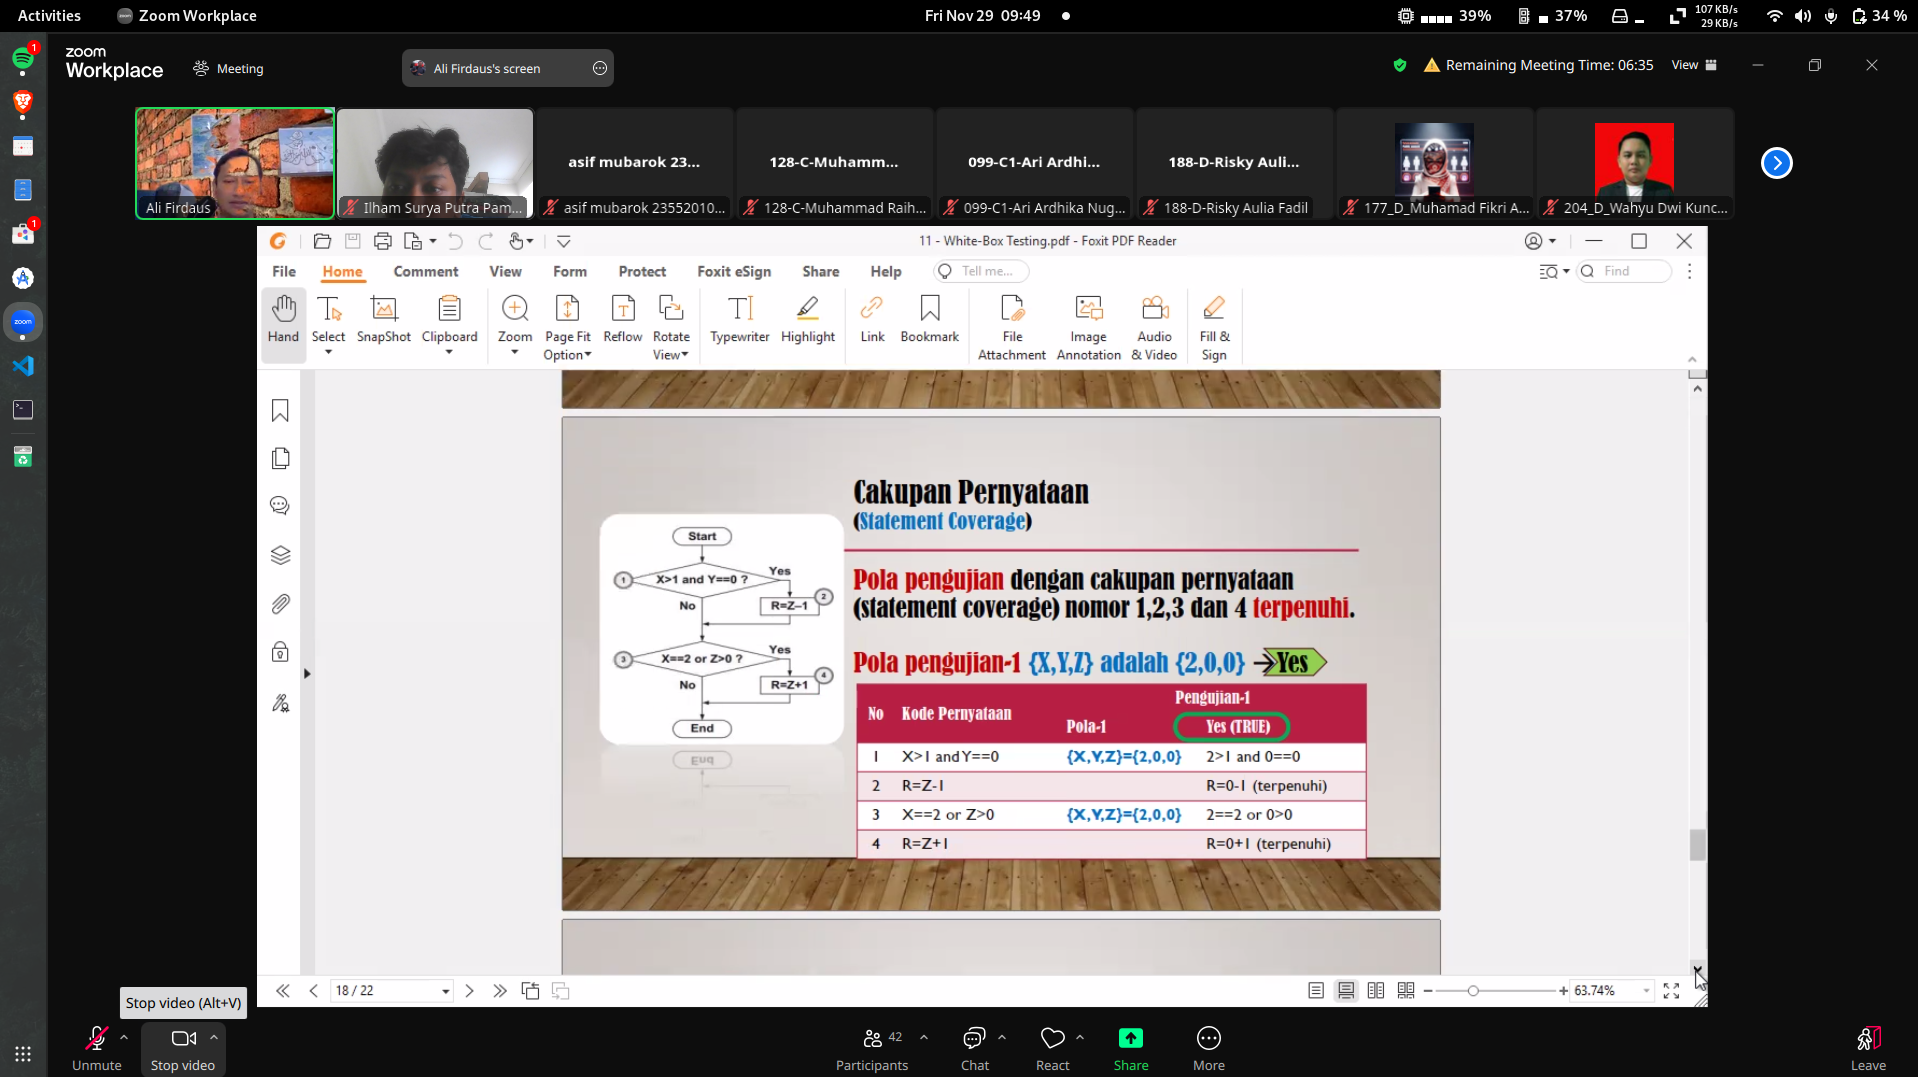 Activities
Zoom Workplace
Fri Nov 29 09:49
39%
37%
107 KB/s
29 KB/s
34 %
1
zoom
Workplace
Meeting
Ali Firdaus's screen
Remaining Meeting Time: 06:35
View
Ali Firdaus
Ilham Surya Putra Pam...
asif mubarok 23...
asif mubarok 23552010...
128-C-Muhamm...
128-C-Muhammad Raih...
099-C1-Ari Ardhi...
099-C1-Ari Ardhika Nug...
188-D-Risky Auli...
188-D-Risky Aulia Fadil
177_D_Muhamad Fikri A...
204_D_Wahyu Dwi Kunc...
1
zoom
11 - White-Box Testing.pdf - Foxit PDF Reader
File
Home
Comment
View
Form
Protect
Foxit eSign
Share
Help
Tell me...
Find
Hand
Select
SnapShot
Clipboard
Zoom
Page Fit
Option
Reflow
Rotate
View
Typewriter
Highlight
Link
Bookmark
File
Attachment
Image
Annotation
Audio
& Video
Fill &
Sign
Cakupan Pernyataan
(Statement Coverage)
Start
1
X>1 and Y==0 ?
Yes
2
R=Z–1
No
3
X==2 or Z>0 ?
Yes
4
R=Z+1
No
End
End
Pola pengujian dengan cakupan pernyataan
(statement coverage) nomor 1,2,3 dan 4 terpenuhi.
Pola pengujian-1 {X,Y,Z} adalah {2,0,0} →Yes
No Kode Pernyataan Pola-1 Pengujian-1
Yes (TRUE)
1 X>1 and Y==0 {X,Y,Z}={2,0,0} 2>1 and 0==0
2 R=Z-1 R=0-1 (terpenuhi)
3 X==2 or Z>0 {X,Y,Z}={2,0,0} 2==2 or 0>0
4 R=Z+1 R=0+1 (terpenuhi)
18 / 22
63.74%
Stop video (Alt+V)
Unmute
Stop video
42
Participants
Chat
React
Share
More
Leave